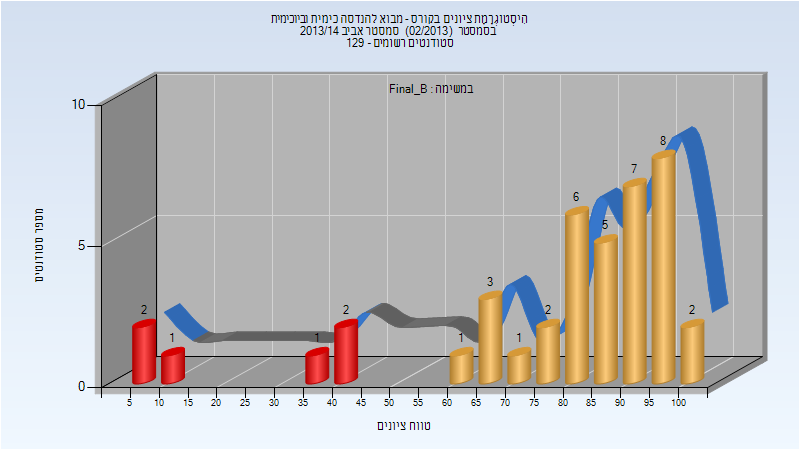 היסטוגרמת ציונים בקורס - מבוא להנדסה כימית וביוכימית
בסמסטר (02/2013) סמסטר אביב 2013/14
סטודנטים רשומים - 129
במשימה : Final_B
מספר סטודנטים
10
5
0
2
1
1
2
1
3
1
2
6
5
7
8
2
5 10 15 20 25 30 35 40 45 50 55 60 65 70 75 80 85 90 95 100
טווח ציונים